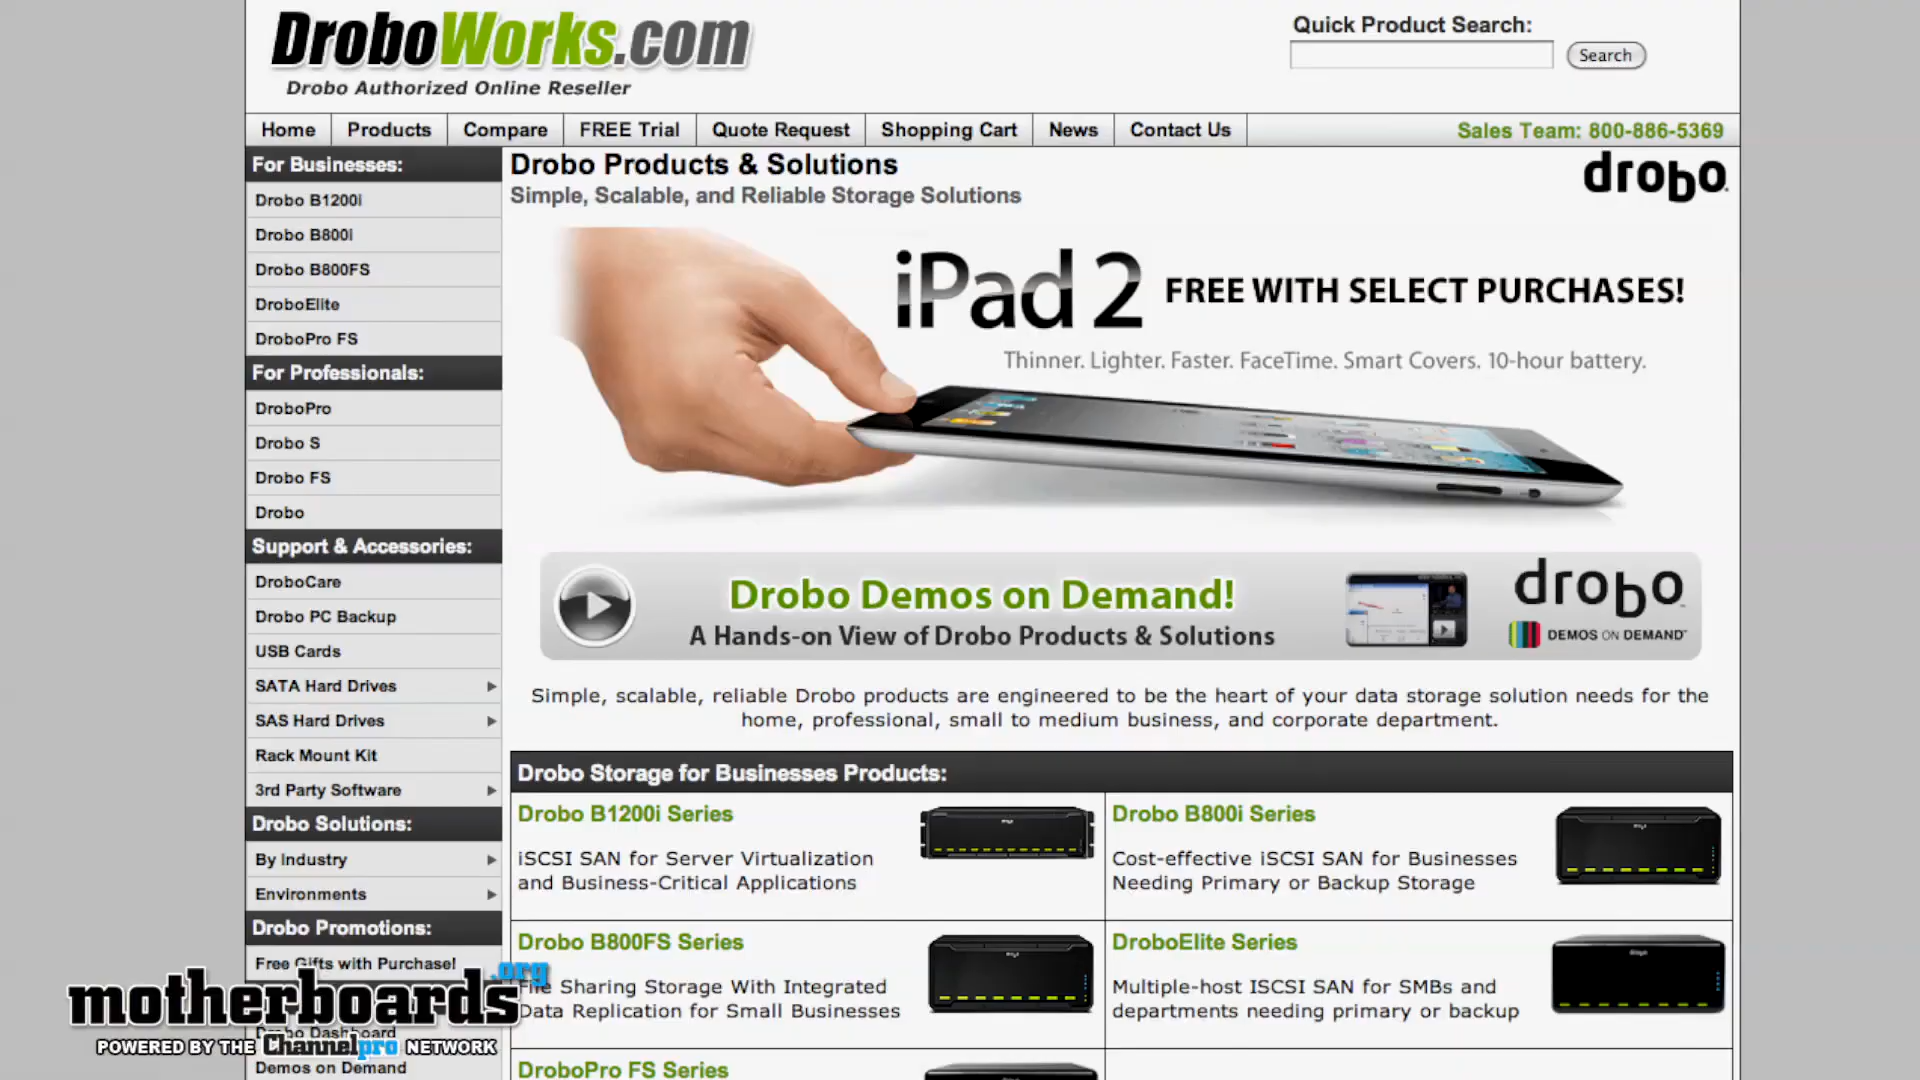 DroboWorks.com
Drobo Authorized Online Reseller
Quick Product Search:
Search
Home
Products
Compare
FREE Trial
Quote Request
Shopping Cart
News
Contact Us
Sales Team: 800-886-5369
For Businesses:
Drobo B1200i
Drobo B800i
Drobo B800FS
DroboElite
DroboPro FS
For Professionals:
DroboPro
Drobo S
Drobo FS
Drobo
Support & Accessories:
DroboCare
Drobo PC Backup
USB Cards
SATA Hard Drives
SAS Hard Drives
Rack Mount Kit
3rd Party Software
Drobo Solutions:
By Industry
Environments
Drobo Promotions:
Free Gifts with Purchase!
Drobo Dashboard
Demos on Demand
Drobo Products & Solutions
Simple, Scalable, and Reliable Storage Solutions
drobo
iPad 2 FREE WITH SELECT PURCHASES!
Thinner. Lighter. Faster. FaceTime. Smart Covers. 10-hour battery.
Drobo Demos on Demand!
A Hands-on View of Drobo Products & Solutions
drobo
DEMOS ON DEMAND
Simple, scalable, reliable Drobo products are engineered to be the heart of your data storage solution needs for the
home, professional, small to medium business, and corporate department.
Drobo Storage for Businesses Products:
Drobo B1200i Series
iSCSI SAN for Server Virtualization
and Business-Critical Applications
Drobo B800i Series
Cost-effective iSCSI SAN for Businesses
Needing Primary or Backup Storage
Drobo B800FS Series
File Sharing Storage With Integrated
Data Replication for Small Businesses
DroboElite Series
Multiple-host ISCSI SAN for SMBs and
departments needing primary or backup
DroboPro FS Series
motherboards.org
POWERED BY THE Channelpro NETWORK